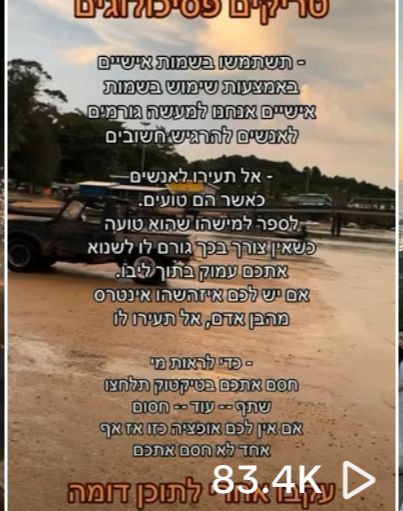 טריקים פסיכולוגים
- תשתמשו בשמות אישיים
באמצעות שימוש בשמות
אישיים אנחנו למעשה גורמים
לאנשים להרגיש חשובים
- אל תעירו לאנשים
כאשר הם טועים.
לספר למישהו שהוא טועה
כשאין צורך בכך גורם לו לשנוא
אתכם עמוק בתוך ליבו.
אם יש לכם איזהשהו אינטרס
מהבן אדם, אל תעירו לו
- כדי לראות מי
חסם אתכם בטיקטוק תלחצו
שתף -- עוד -- חסום
אם אין לכם אופציה כזו אז אף
אחד לא חסם אתכם
עקבו אחרי לתוכן דומה
83.4K